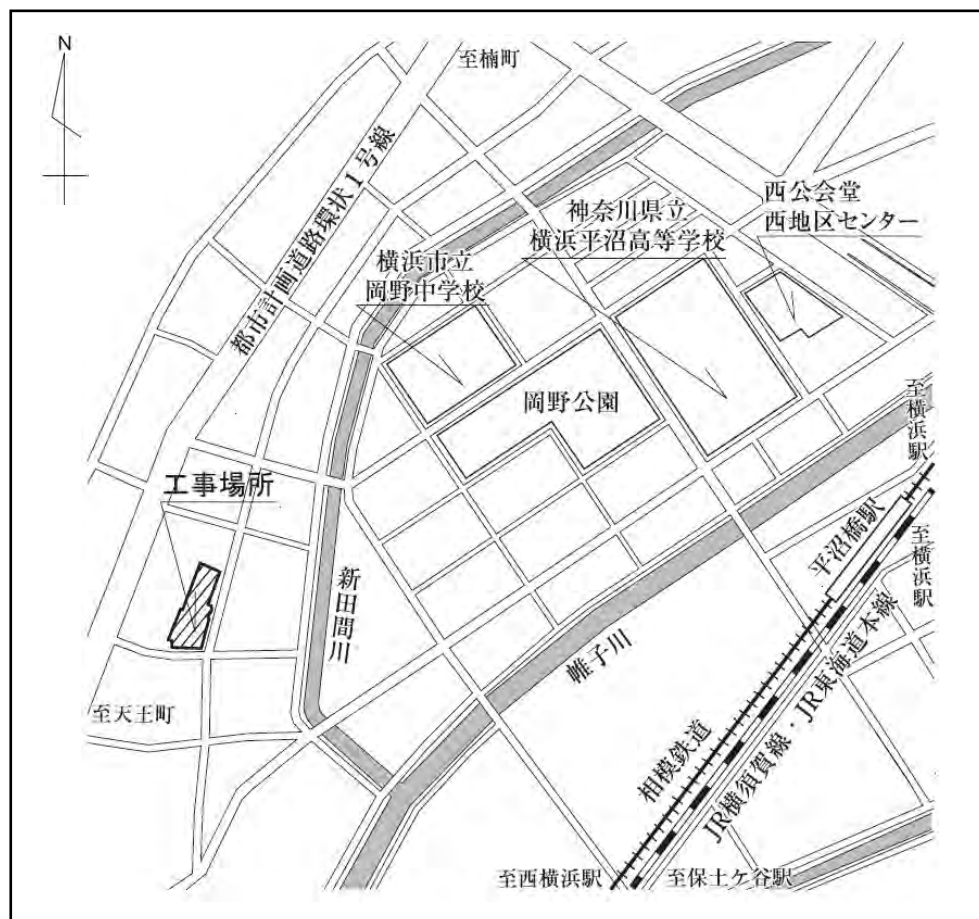 N
至楠町
都市計画道路環状1号線
西公会堂
西地区センター
神奈川県立
横浜平沼高等学校
横浜市立
岡野中学校
岡野公園
至横浜駅
工事場所
平沼橋駅
至横浜駅
新田間川
帷子川
至天王町
相模鉄道
JR横須賀線・JR東海道本線
至西横浜駅
至保土ケ谷駅